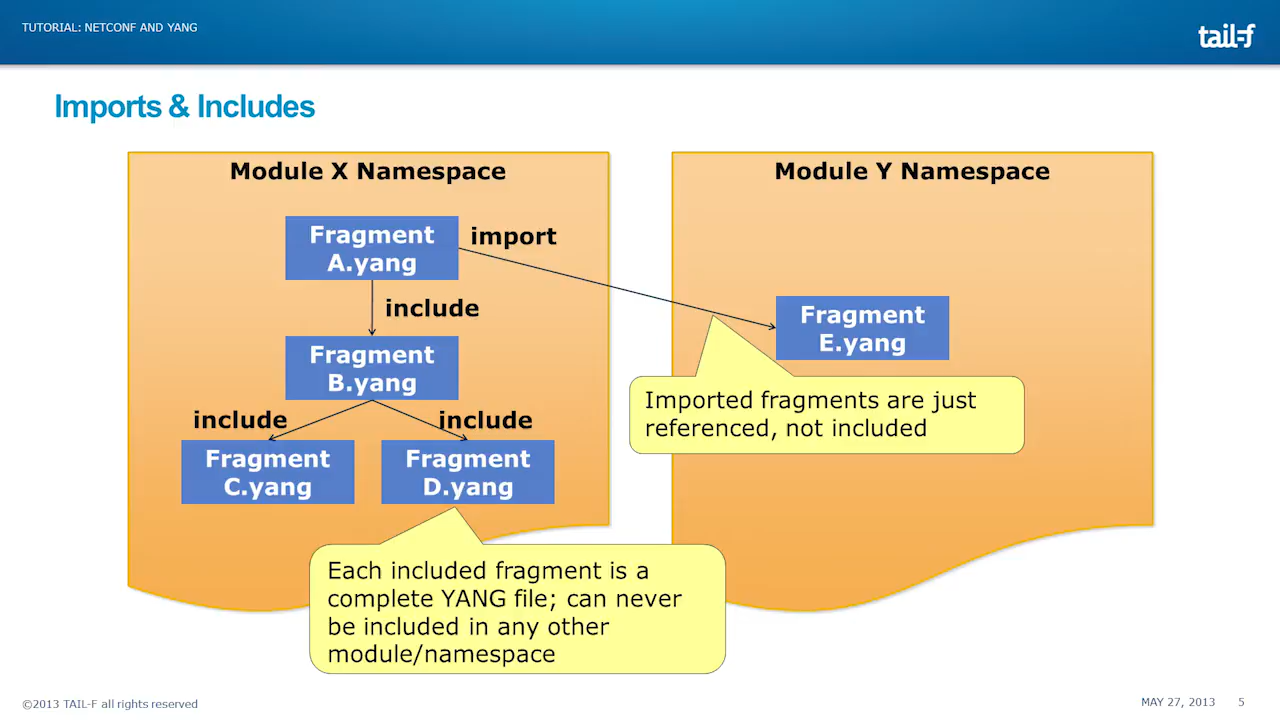 TUTORIAL: NETCONF AND YANG
tail-f
Imports & Includes
Module X Namespace
Module Y Namespace
Fragment
A.yang
import
include
Fragment
B.yang
Fragment
E.yang
include
include
Fragment
C.yang
Fragment
D.yang
Imported fragments are just
referenced, not included
Each included fragment is a
complete YANG file; can never
be included in any other
module/namespace
©2013 TAIL-F all rights reserved
MAY 27, 2013
5